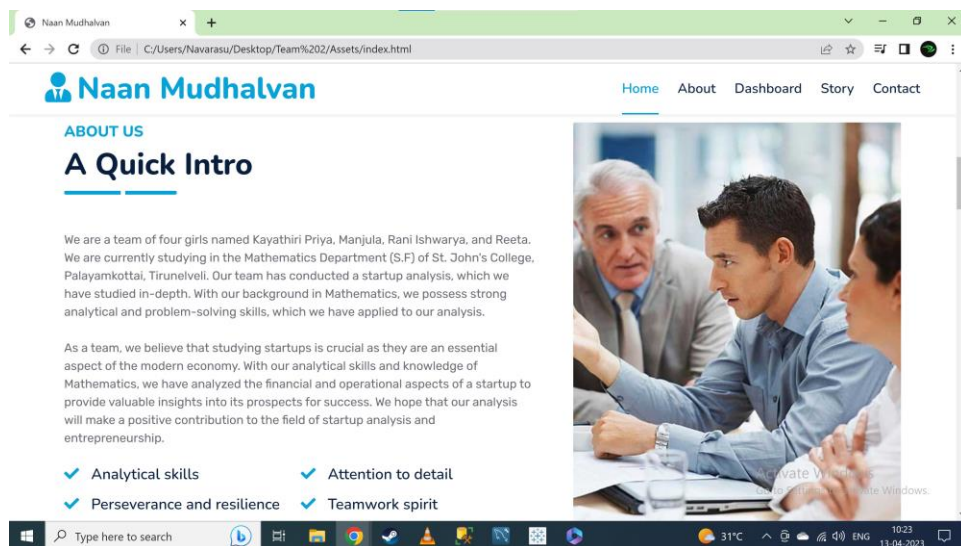 Naan Mudhalvan
File
C:/Users/Navarasu/Desktop/Team%202/Assets/index.html
Naan Mudhalvan
Home About Dashboard Story Contact
ABOUT US
A Quick Intro
We are a team of four girls named Kayathiri Priya, Manjula, Rani Ishwarya, and Reeta.
We are currently studying in the Mathematics Department (S.F) of St. John's College,
Palayamkottai, Tirunelveli. Our team has conducted a startup analysis, which we
have studied in-depth. With our background in Mathematics, we possess strong
analytical and problem-solving skills, which we have applied to our analysis.
As a team, we believe that studying startups is crucial as they are an essential
aspect of the modern economy. With our analytical skills and knowledge of
Mathematics, we have analyzed the financial and operational aspects of a startup to
provide valuable insights into its prospects for success. We hope that our analysis
will make a positive contribution to the field of startup analysis and
entrepreneurship.
Analytical skills
Attention to detail
Perseverance and resilience
Teamwork spirit
Activate Windows
Go to Settings to activate Windows.
Type here to search
31°C
ENG
10:23
13-04-2023